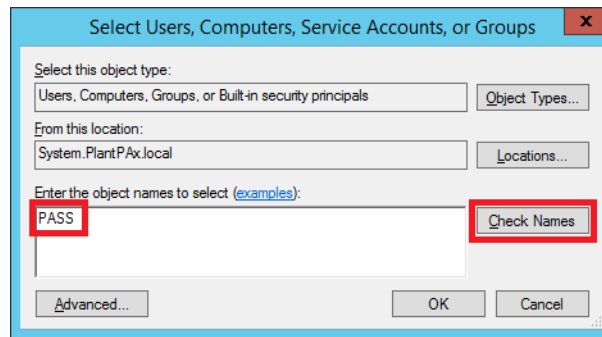 Select Users, Computers, Service Accounts, or Groups
x
Select this object type:
Users, Computers, Groups, or Built-in security principals
Object Types...
From this location:
System.PlantPAx.local
Locations...
Enter the object names to select (examples):
PASS
Check Names
Advanced...
OK
Cancel